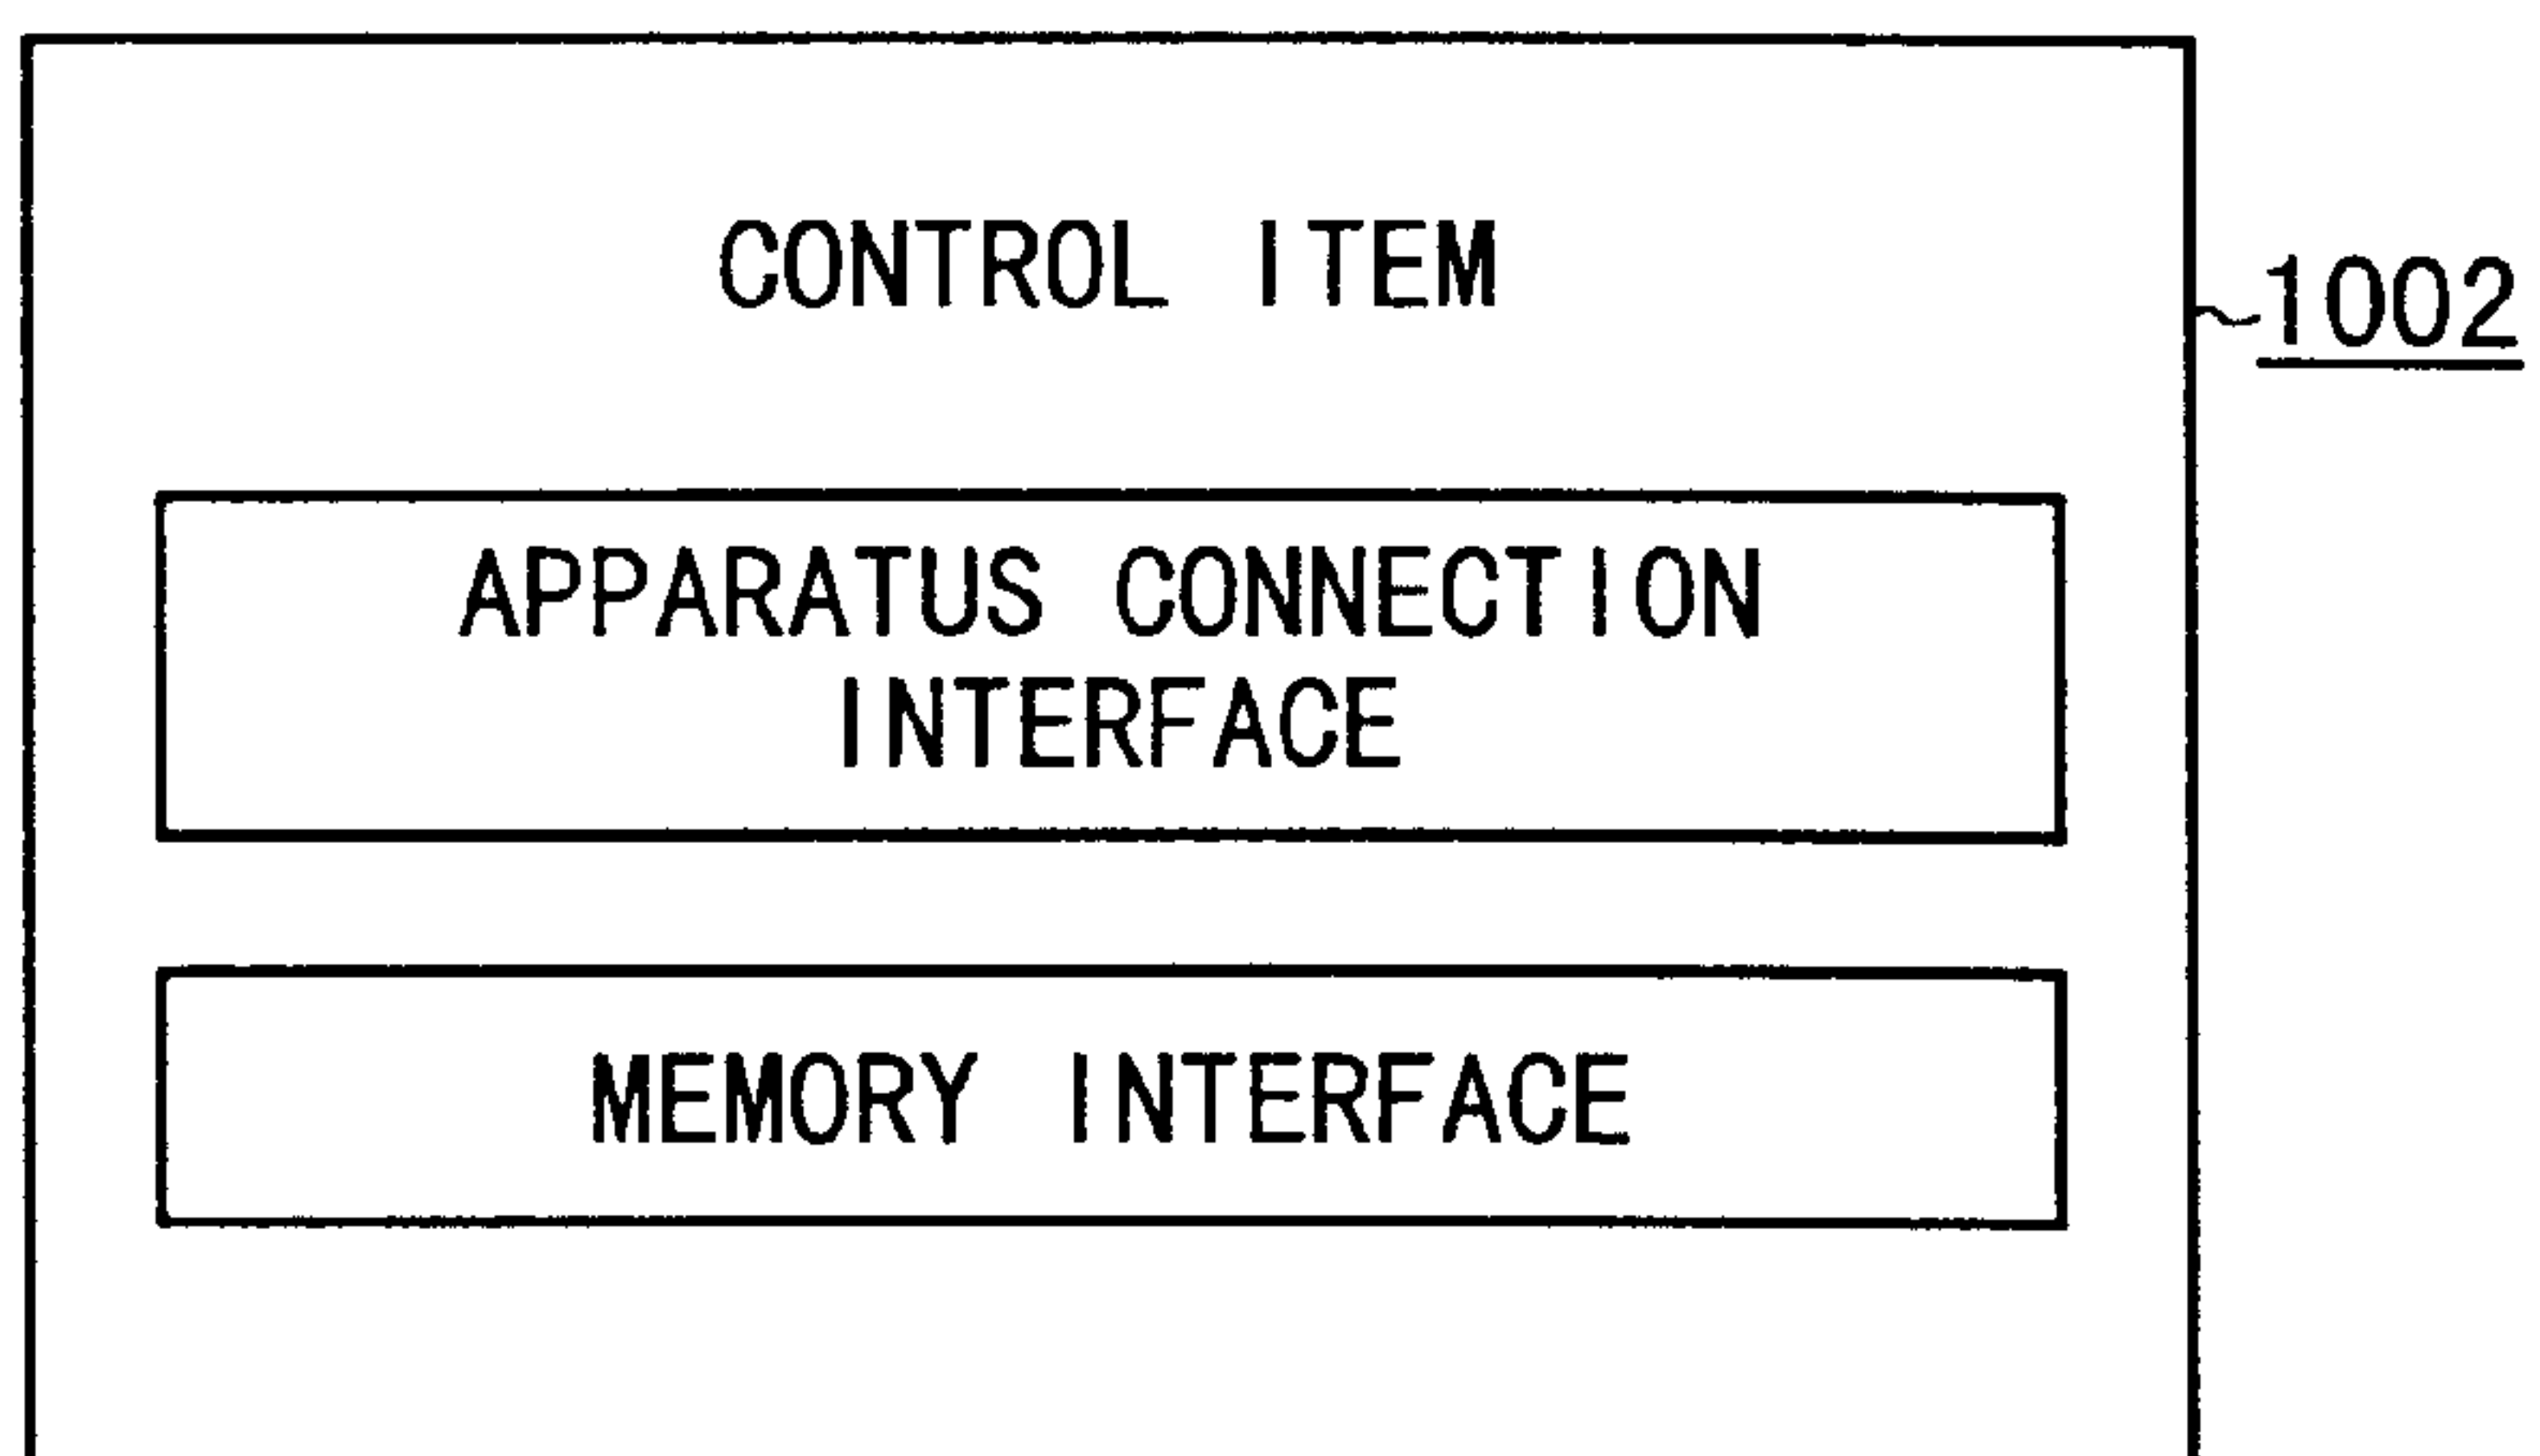 CONTROL ITEM
1002
APPARATUS CONNECTION
INTERFACE
MEMORY INTERFACE